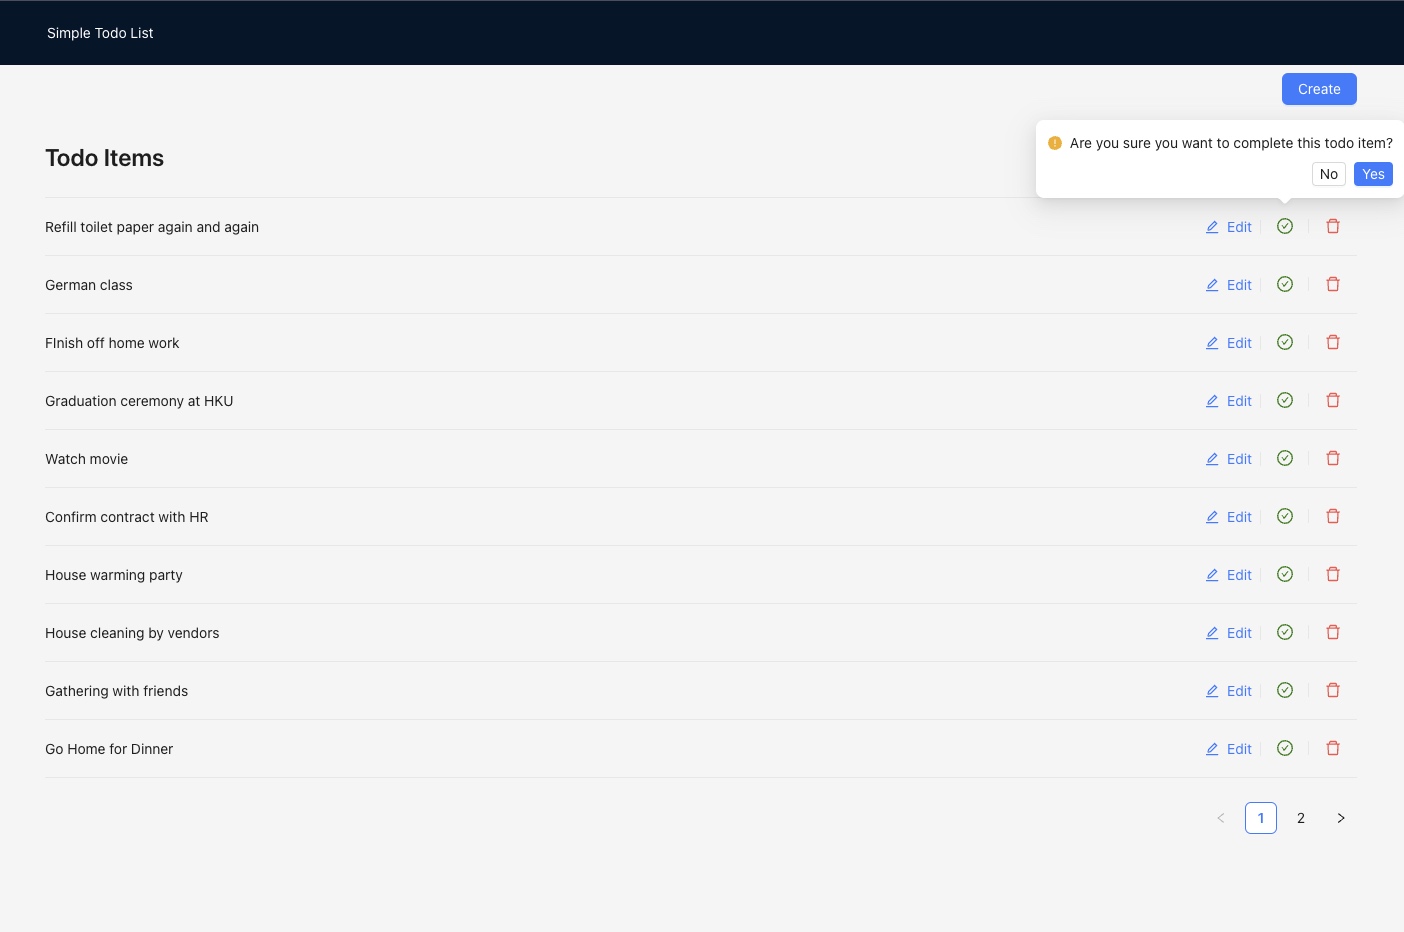 Simple Todo List
Create
Are you sure you want to complete this todo item?
No Yes
Todo Items
Refill toilet paper again and again Edit
German class Edit
FInish off home work Edit
Graduation ceremony at HKU Edit
Watch movie Edit
Confirm contract with HR Edit
House warming party Edit
House cleaning by vendors Edit
Gathering with friends Edit
Go Home for Dinner Edit
1 2